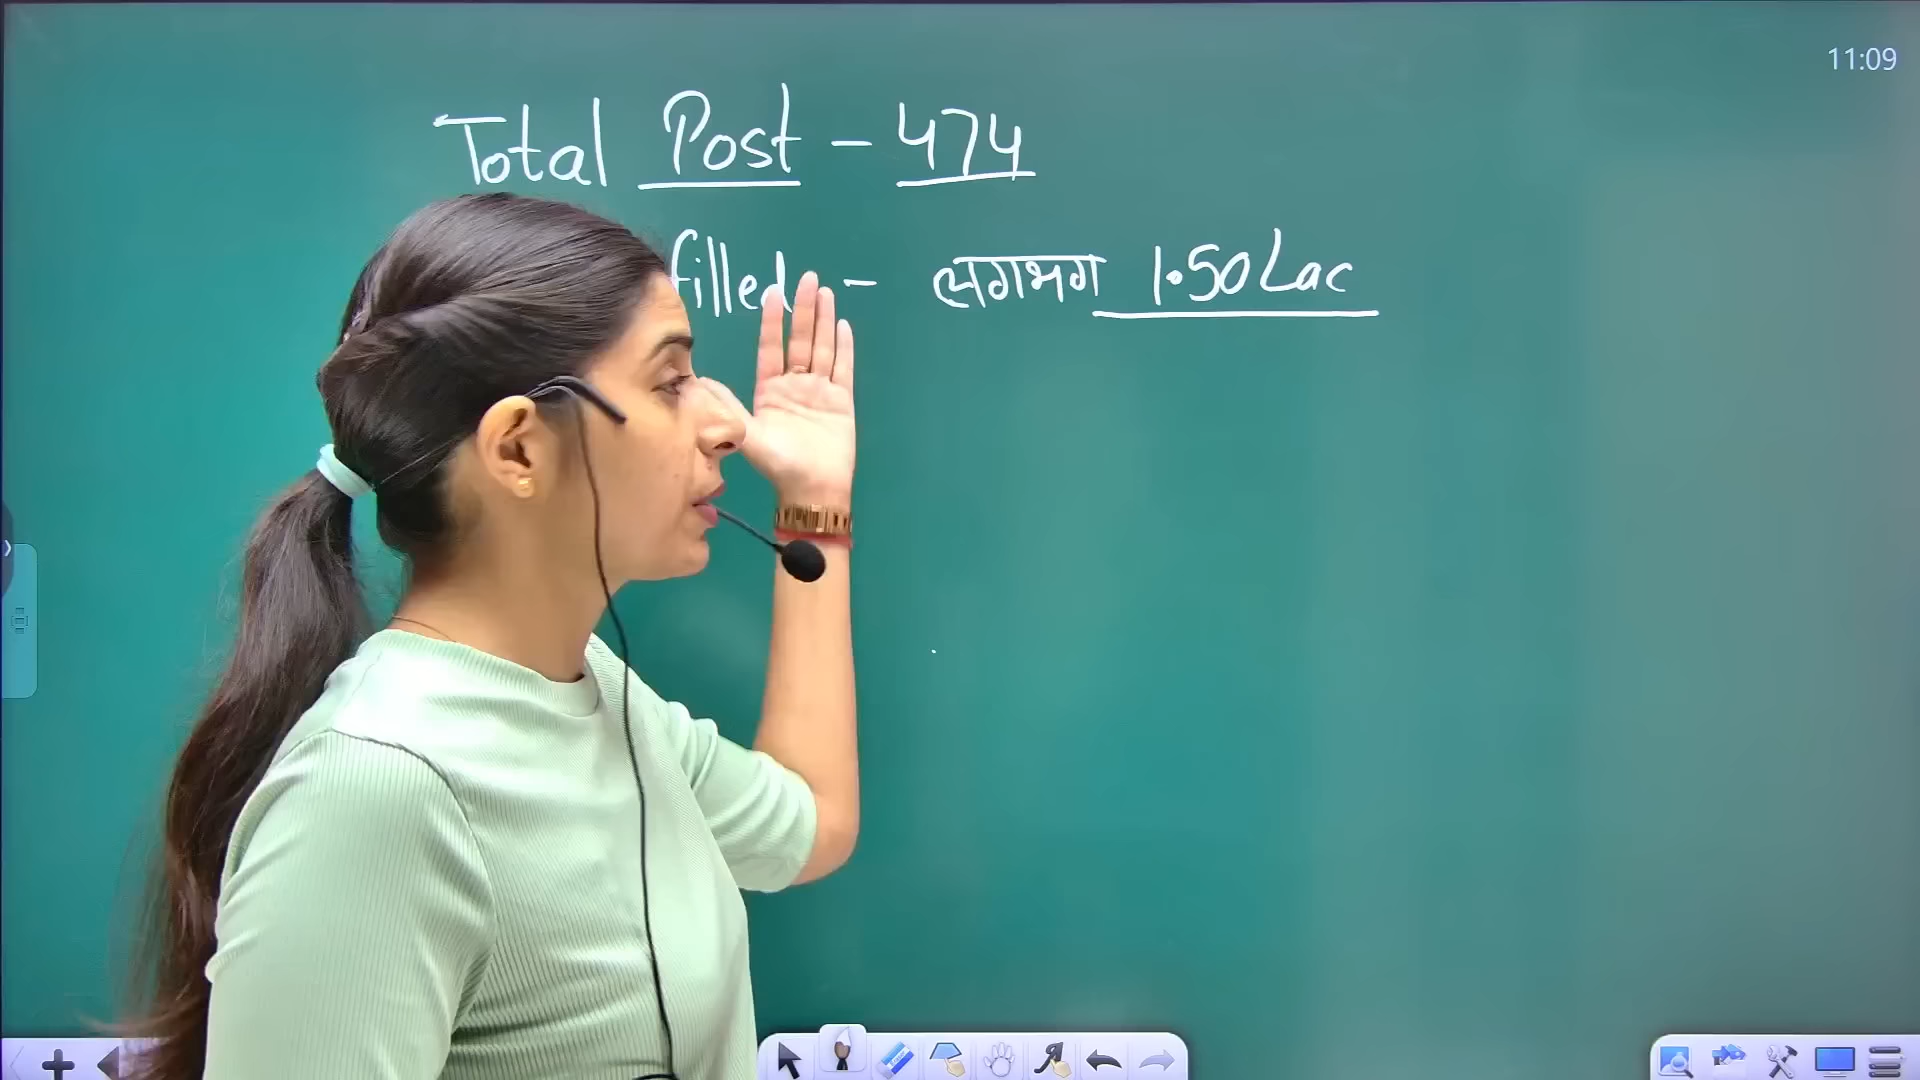 11:09
Total Post - 474
filled - लगभग 1.50 Lac